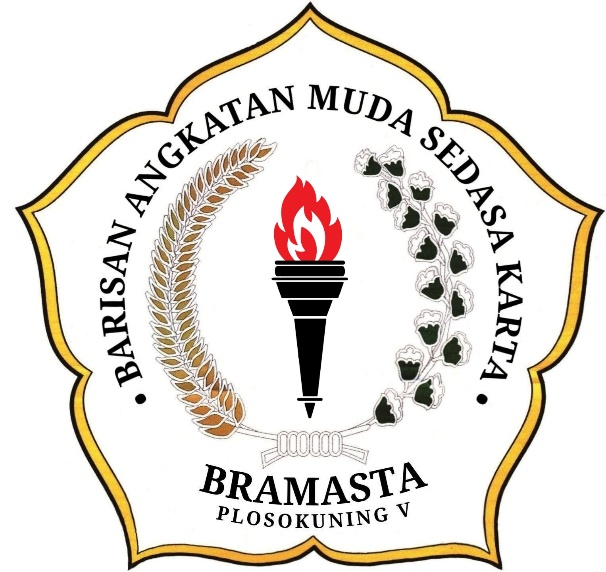 • BARISAN ANGKATAN MUDA SEDASA KARTA •
BRAMASTA
PLOSOKUNING V